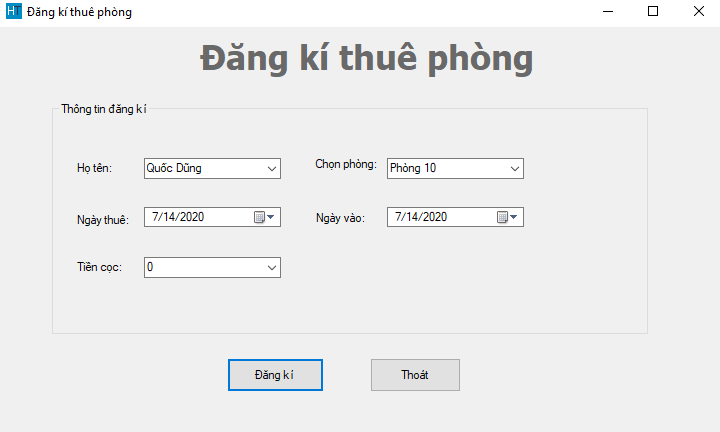 HT Đăng kí thuê phòng
Đăng kí thuê phòng
Thông tin đăng kí
Họ tên: Quốc Dũng Chọn phòng: Phòng 10
Ngày thuê: 7/14/2020 Ngày vào: 7/14/2020
Tiền cọc: 0
Đăng kí Thoát